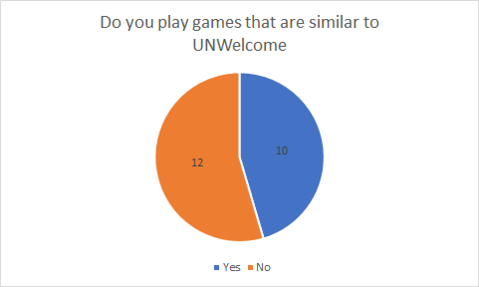 Do you play games that are similar to
UNWelcome
10
12
Yes No